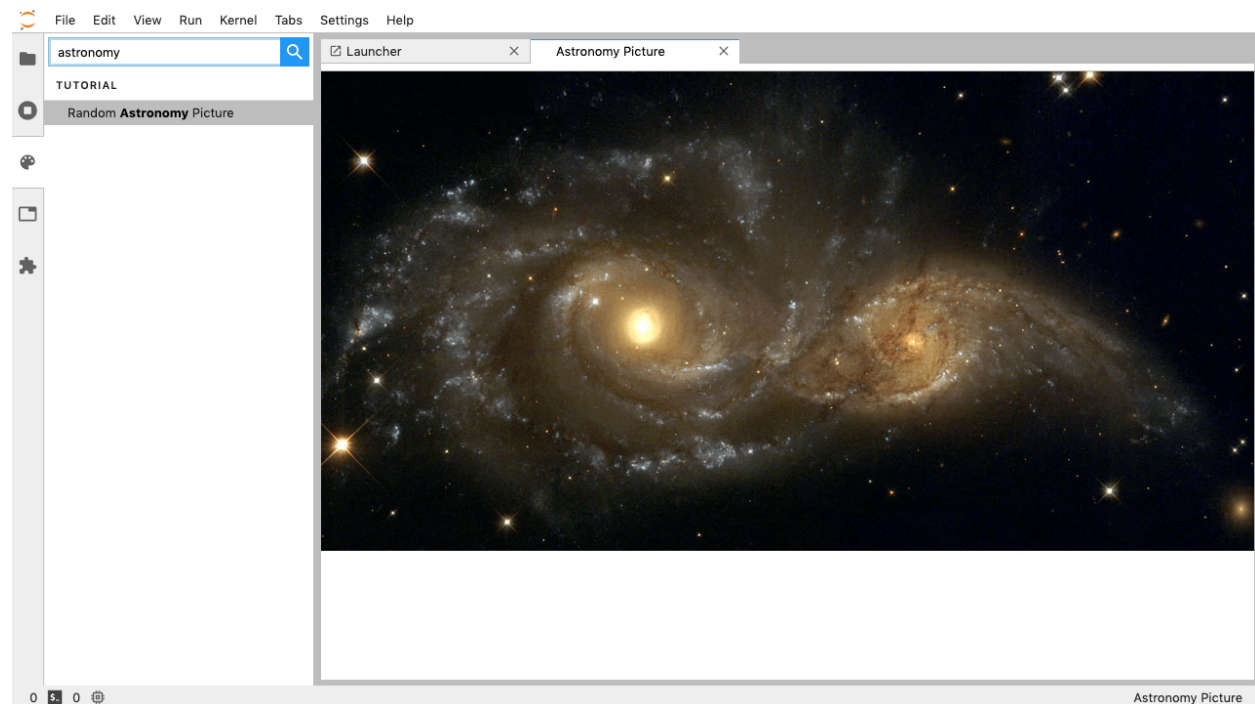 File Edit View Run Kernel Tabs Settings Help
astronomy
TUTORIAL
Random Astronomy Picture
Launcher
Astronomy Picture
0 $_ 0
Astronomy Picture